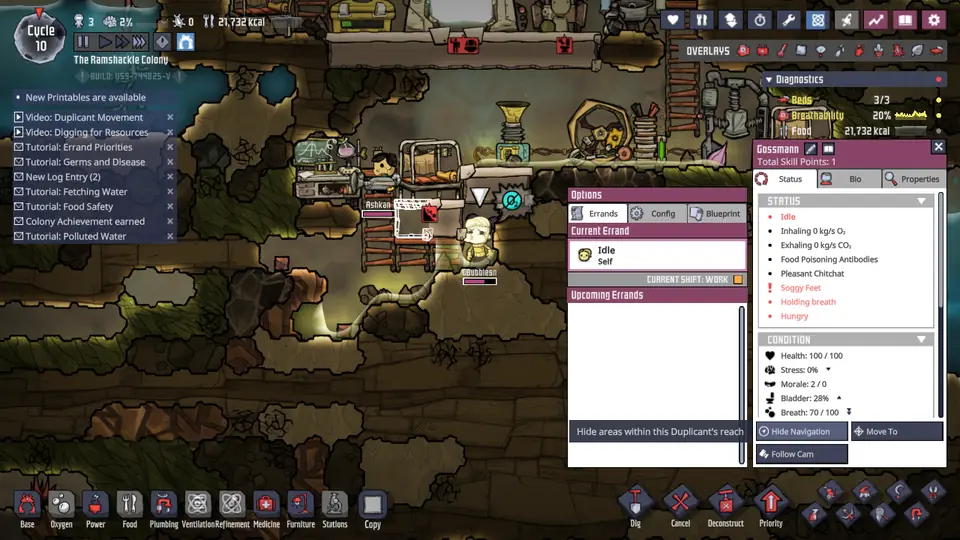 Cycle
10
3
2%
0
21,732 kcal
The Ramshackle Colony
BUILD: U59-744825-V
• New Printables are available
Video: Duplicant Movement
Video: Digging for Resources
Tutorial: Errand Priorities
Tutorial: Germs and Disease
New Log Entry (2)
Tutorial: Fetching Water
Tutorial: Food Safety
Colony Achievement earned
Tutorial: Polluted Water
OVERLAYS
Diagnostics
Beds 3/3
Breathability 20%
Food 21,732 kcal
Gossmann
Total Skill Points: 1
Status Bio Properties
STATUS
• Idle
• Inhaling 0 kg/s O₂
• Exhaling 0 kg/s CO₂
• Food Poisoning Antibodies
• Pleasant Chitchat
Soggy Feet
• Holding breath
• Hungry
CONDITION
Health: 100 / 100
Stress: 0%
Morale: 2 / 0
Bladder: 28%
Breath: 70 / 100
Hide Navigation Move To
Follow Cam
Options
Errands Config Blueprint
Current Errand
Idle
Self
CURRENT SHIFT: WORK
Upcoming Errands
Hide areas within this Duplicant's reach
Ashkan
Base Oxygen Power Food Plumbing Ventilation Refinement Medicine Furniture Stations Copy
Dig Cancel Deconstruct Priority